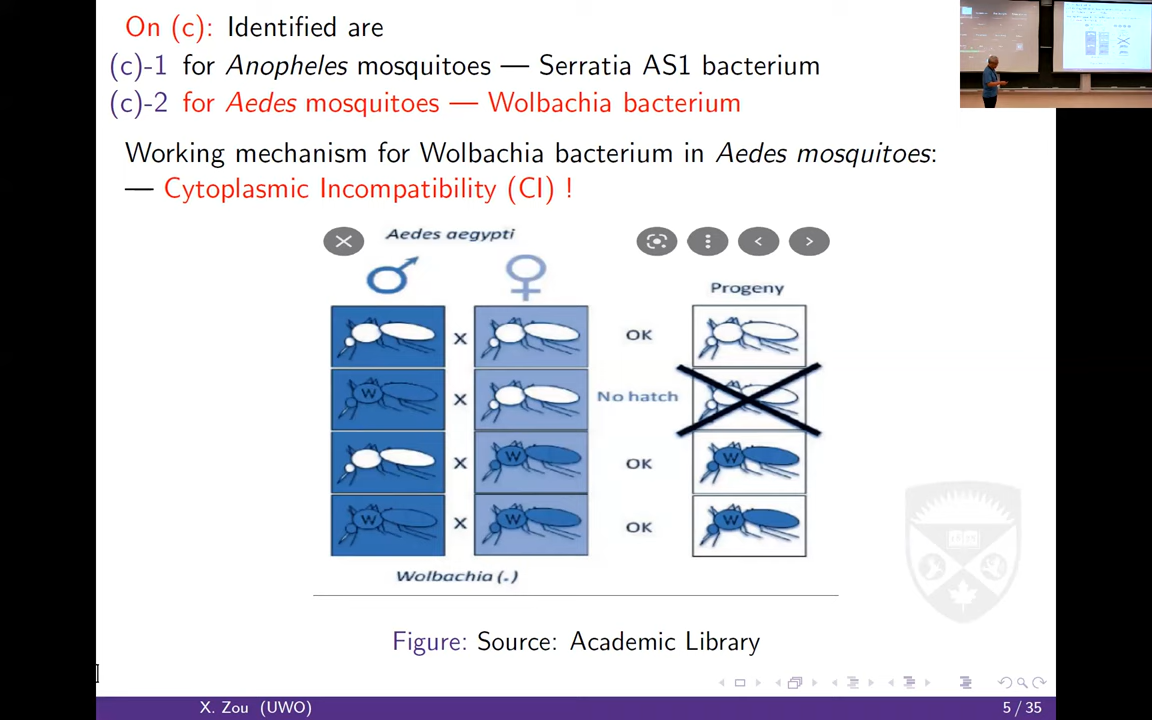 On (c): Identified are
(c)-1 for Anopheles mosquitoes — Serratia AS1 bacterium
(c)-2 for Aedes mosquitoes — Wolbachia bacterium
Working mechanism for Wolbachia bacterium in Aedes mosquitoes:
— Cytoplasmic Incompatibility (CI) !
Aedes aegypti
Progeny
x OK
W x No hatch
x W OK W
W x W OK W
Wolbachia (.)
Figure: Source: Academic Library
X. Zou (UWO) 5 / 35